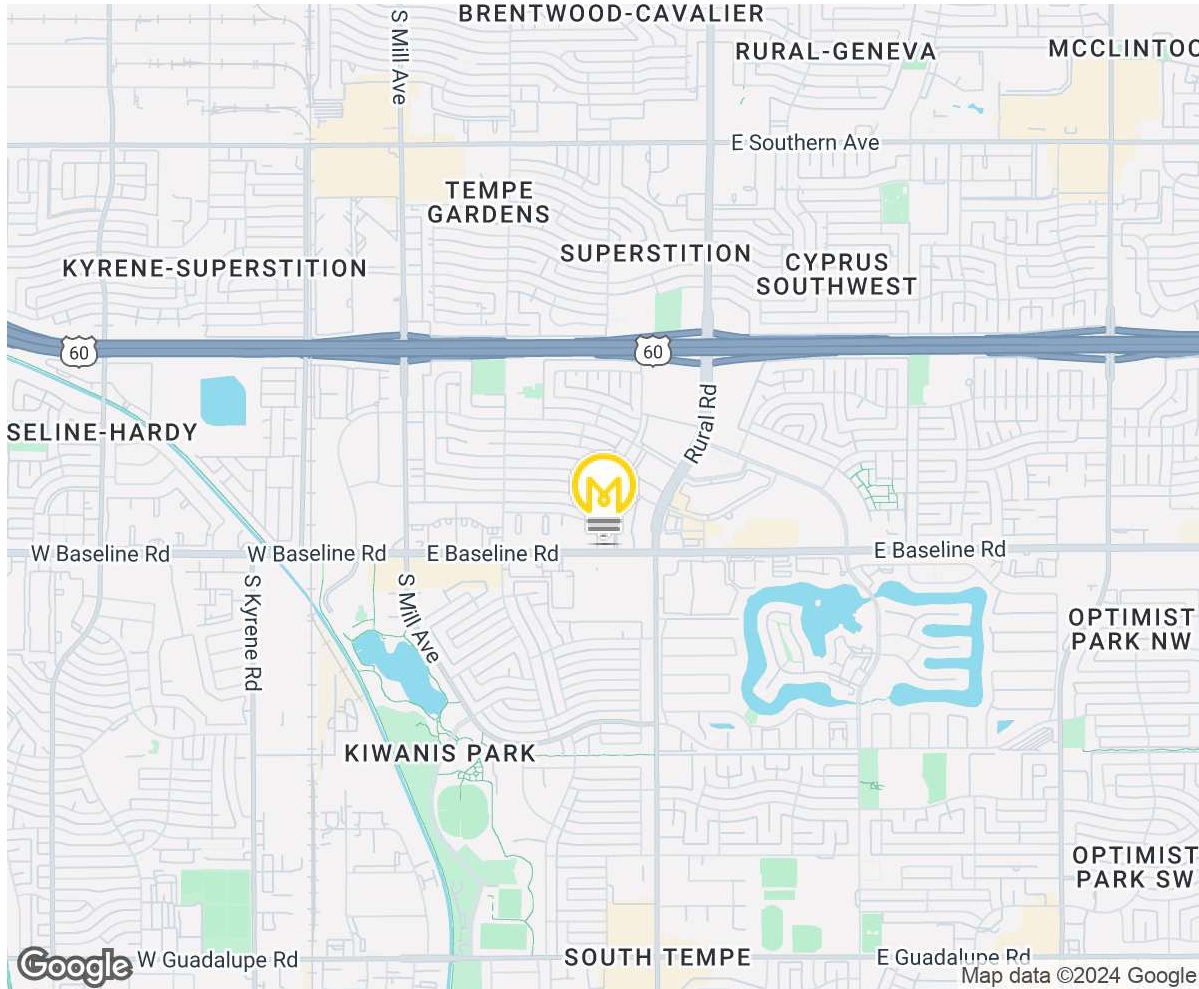 BRENTWOOD-CAVALIER
S Mill Ave
RURAL-GENEVA
MCCLINTOC
E Southern Ave
TEMPE
GARDENS
SUPERSTITION
CYPRUS
SOUTHWEST
KYRENE-SUPERSTITION
60
60
Rural Rd
SELINE-HARDY
M
W Baseline Rd
W Baseline Rd
E Baseline Rd
E Baseline Rd
S Kyrene Rd
S Mill Ave
OPTIMIST
PARK NW
KIWANIS PARK
OPTIMIST
PARK SW
Google
W Guadalupe Rd
SOUTH TEMPE
E Guadalupe Rd
Map data ©2024 Google